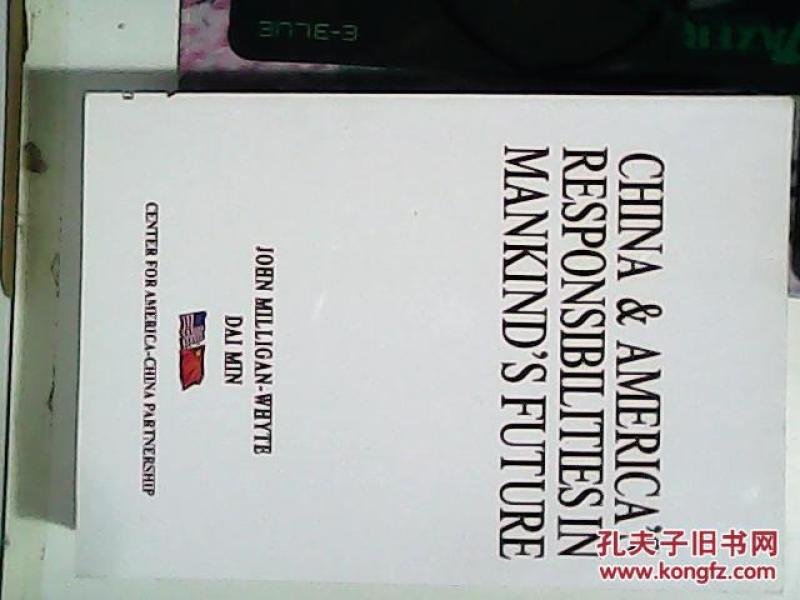 CHINA & AMERICA'S
RESPONSIBILITIES IN
MANKIND'S FUTURE
JOHN MILLIGAN-WHYTE
DAI MIN
CENTER FOR AMERICA-CHINA PARTNERSHIP
孔夫子旧书网
www.kongfz.com